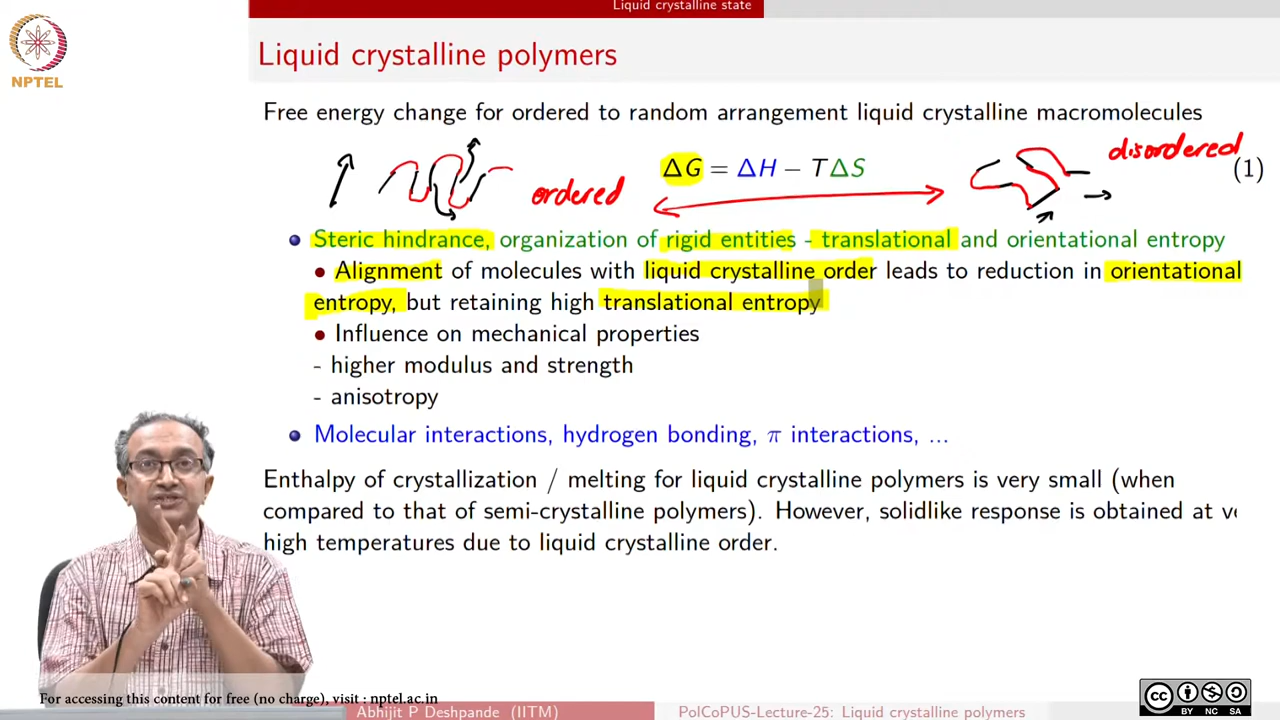 Liquid crystalline state
NPTEL
Liquid crystalline polymers
Free energy change for ordered to random arrangement liquid crystalline macromolecules
ordered
ΔG = ΔH − TΔS
disordered
(1)
Steric hindrance, organization of rigid entities - translational and orientational entropy
Alignment of molecules with liquid crystalline order leads to reduction in orientational
entropy, but retaining high translational entropy
Influence on mechanical properties
- higher modulus and strength
- anisotropy
Molecular interactions, hydrogen bonding, π interactions, ...
Enthalpy of crystallization / melting for liquid crystalline polymers is very small (when
compared to that of semi-crystalline polymers). However, solidlike response is obtained at ve
high temperatures due to liquid crystalline order.
For accessing this content for free (no charge), visit : nptel.ac.in
Abhijit P Deshpande (IITM)
PolCoPUS-Lecture-25: Liquid crystalline polymers
cc
BY NC SA